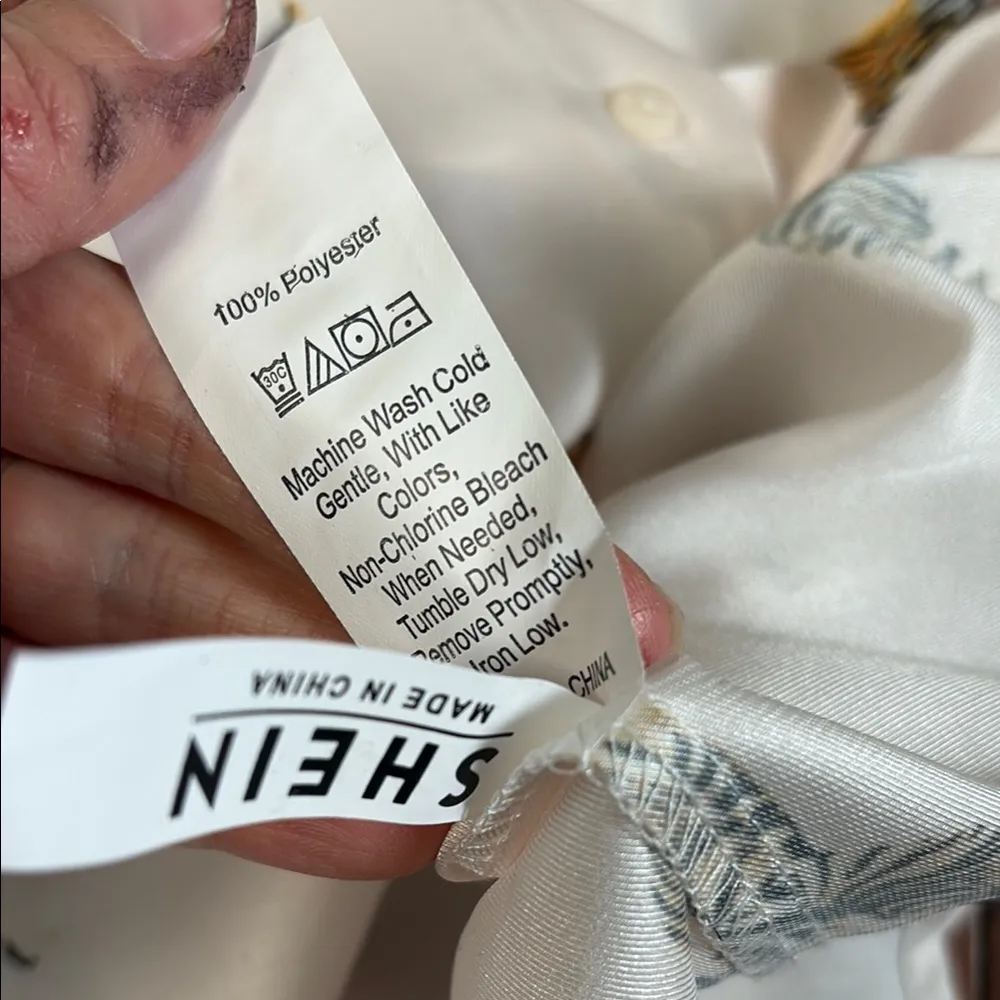 100% Polyester
30C
Machine Wash Cold
Gentle, With Like
Colors,
Non-Chlorine Bleach
When Needed,
Tumble Dry Low,
Remove Promptly,
Iron Low.
CHINA
SHEIN
MADE IN CHINA